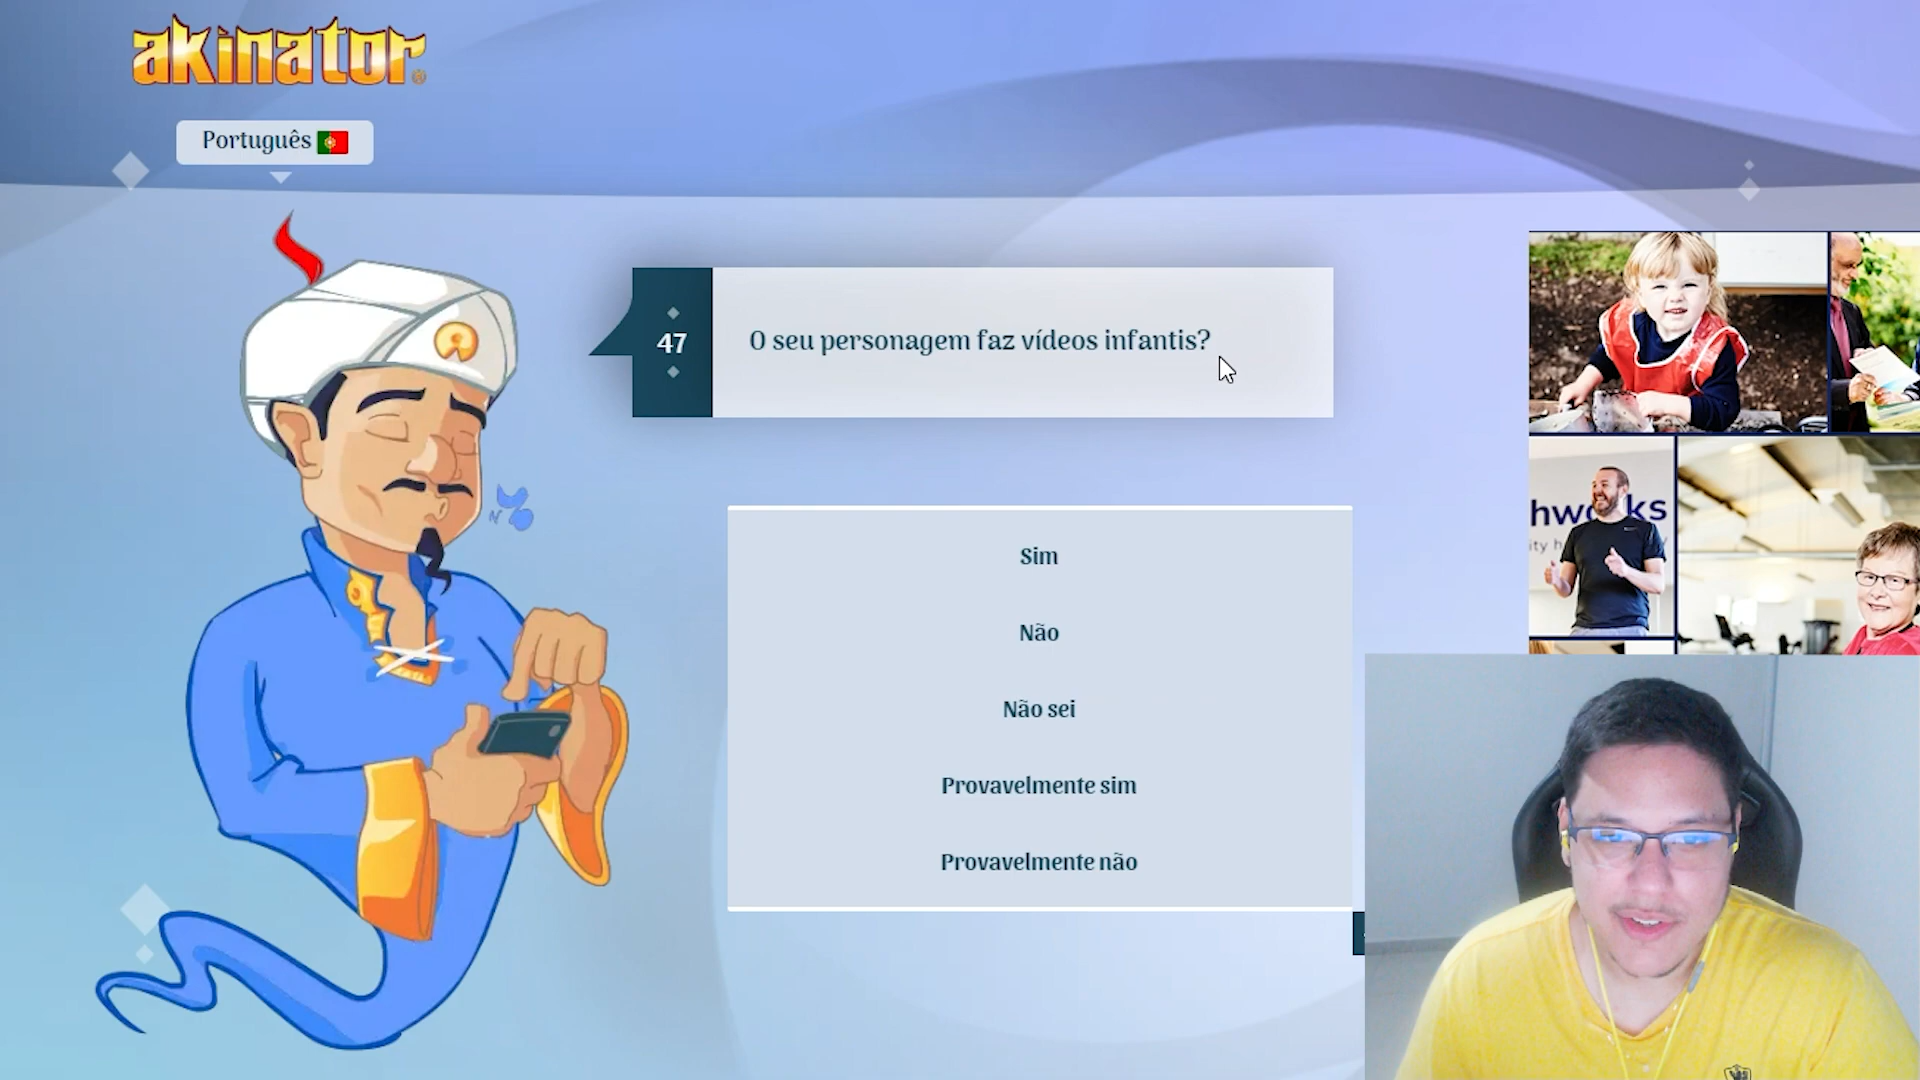 akinator®
Português
47
O seu personagem faz vídeos infantis?
Sim
Não
Não sei
Provavelmente sim
Provavelmente não